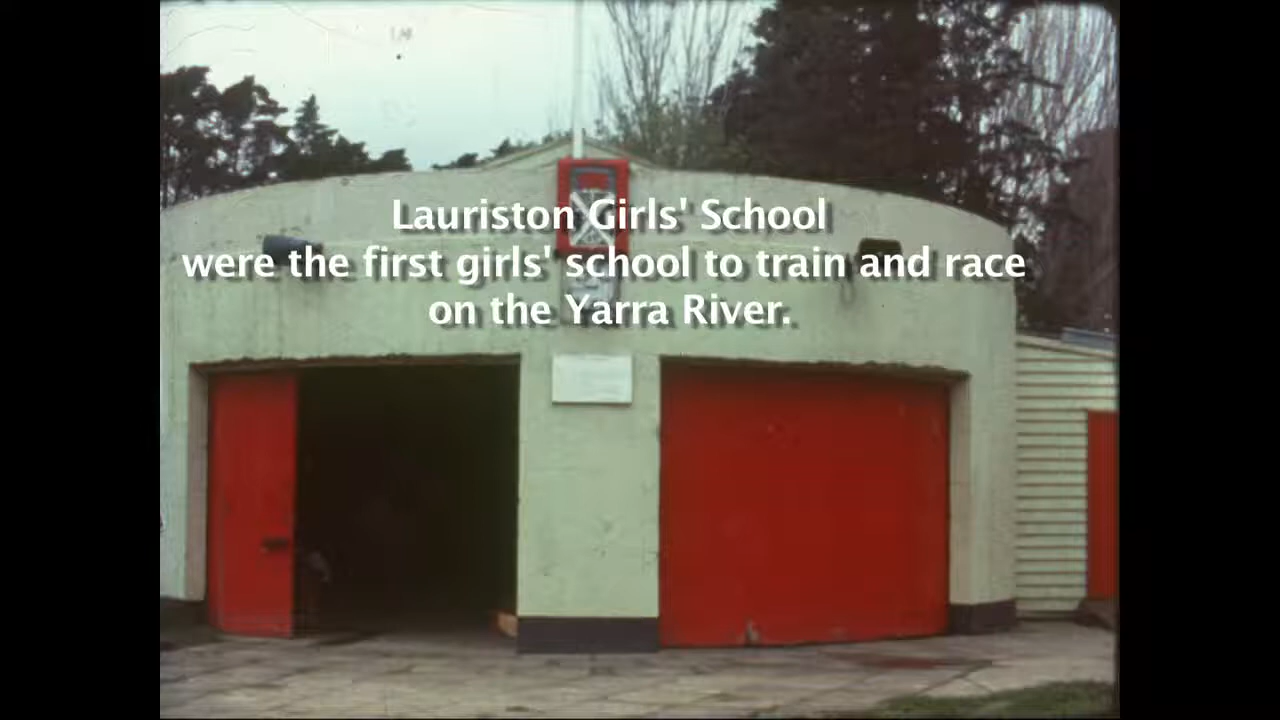 Lauriston Girls' School
were the first girls' school to train and race
on the Yarra River.